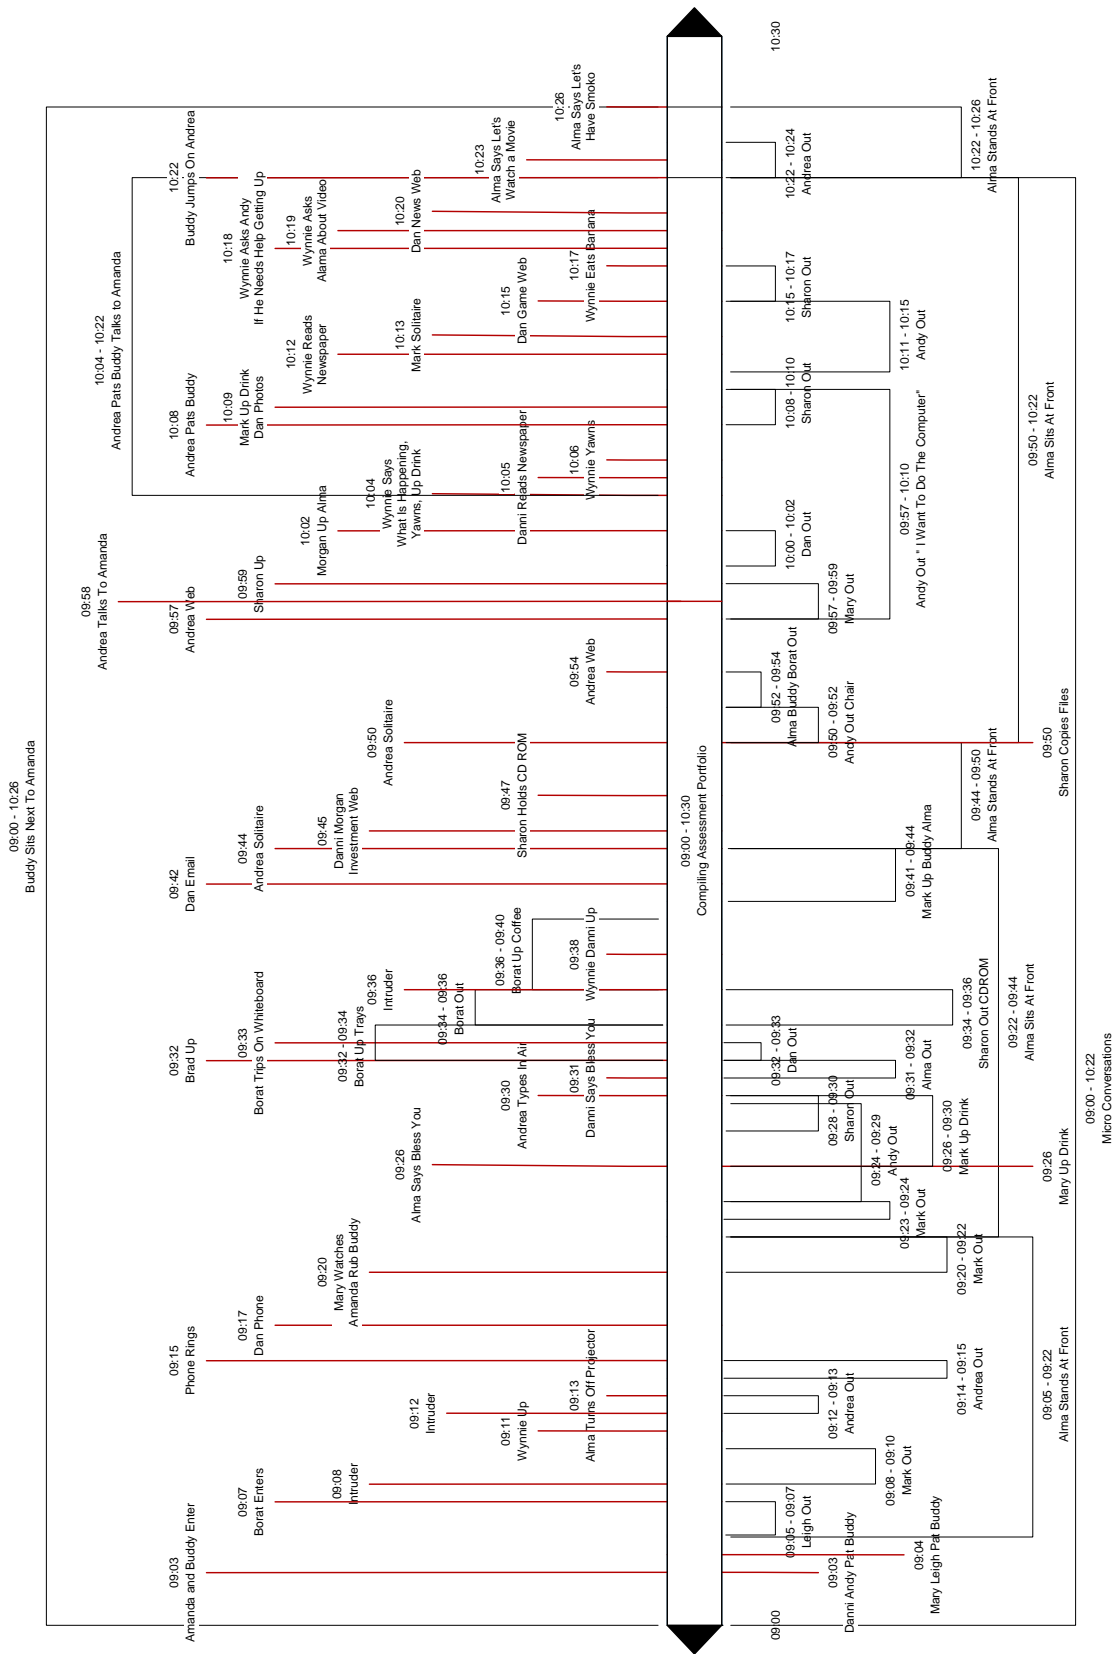 09:00 - 10:26
Buddy Sits Next To Amanda
09:58
Andrea Talks To Amanda
10:04 - 10:22
Andrea Pats Buddy Talks to Amanda
09:03
Amanda and Buddy Enter
09:15
Phone Rings
09:32
Brad Up
09:42
Dan Email
09:57
Andrea Web
10:08
Andrea Pats Buddy
10:22
Buddy Jumps On Andrea
09:07
Borat Enters
09:17
Dan Phone
09:33
Borat Trips On Whiteboard
09:44
Andrea Solitaire
09:59
Sharon Up
10:09
Mark Up Drink
Dan Photos
10:18
Wynnie Asks Andy
If He Needs Help Getting Up
09:08
Intruder
09:20
Mary Watches
Amanda Rub Buddy
09:32 - 09:34
Borat Up Trays
09:36
Intruder
09:45
Danni Morgan
Investment Web
09:50
Andrea Solitaire
10:02
Morgan Up Alma
10:12
Wynnie Reads
Newspaper
10:19
Wynnie Asks
Alama About Video
09:12
Intruder
09:26
Alma Says Bless You
09:34 - 09:36
Borat Out
10:04
Wynnie Says
What Is Happening,
Yawns, Up Drink
10:13
Mark Solitaire
10:20
Dan News Web
09:11
Wynnie Up
09:30
Andrea Types In Air
09:36 - 09:40
Borat Up Coffee
09:47
Sharon Holds CD ROM
10:05
Danni Reads Newspaper
10:15
Dan Game Web
10:23
Alma Says Let's
Watch a Movie
09:13
Alma Turns Off Projector
09:31
Danni Says Bless You
09:38
Wynnie Danni Up
09:54
Andrea Web
10:06
Wynnie Yawns
10:17
Wynnie Eats Banana
10:26
Alma Says Let's
Have Smoko
09:00 - 10:30
Compiling Assessment Portfolio
09:00
10:30
09:05 - 09:07
Leigh Out
09:32 - 09:33
Dan Out
09:52 - 09:54
Alma Buddy Borat Out
10:00 - 10:02
Dan Out
10:08 - 10:10
Sharon Out
10:15 - 10:17
Sharon Out
10:22 - 10:24
Andrea Out
09:03
Danni Andy Pat Buddy
09:12 - 09:13
Andrea Out
09:28 - 09:30
Sharon Out
09:50 - 09:52
Andy Out Chair
09:57 - 09:59
Mary Out
09:08 - 09:10
Mark Out
09:24 - 09:29
Andy Out
09:23 - 09:24
Mark Out
09:31 - 09:32
Alma Out
09:41 - 09:44
Mark Up Buddy Alma
09:57 - 10:10
Andy Out " I Want To Do The Computer"
10:11 - 10:15
Andy Out
09:04
Mary Leigh Pat Buddy
09:14 - 09:15
Andrea Out
09:20 - 09:22
Mark Out
09:26 - 09:30
Mark Up Drink
09:34 - 09:36
Sharon Out CDROM
09:44 - 09:50
Alma Stands At Front
10:22 - 10:26
Alma Stands At Front
09:22 - 09:44
Alma Sits At Front
09:50 - 10:22
Alma Sits At Front
09:05 - 09:22
Alma Stands At Front
09:26
Mary Up Drink
09:50
Sharon Copies Files
09:00 - 10:22
Micro Conversations